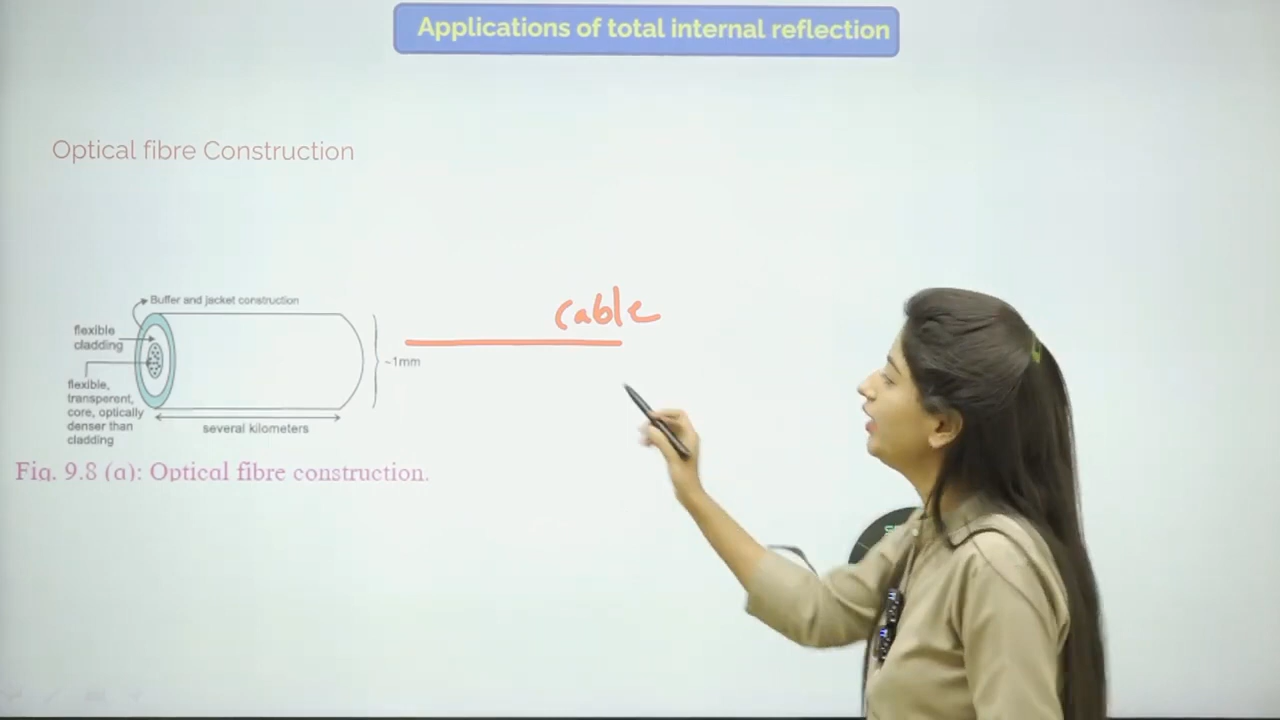 Applications of total internal reflection
Optical fibre Construction
Buffer and jacket construction
flexible
cladding
flexible,
transparent,
core, optically
denser than
cladding
several kilometers
~1mm
cable
Fig. 9.8 (a): Optical fibre construction.